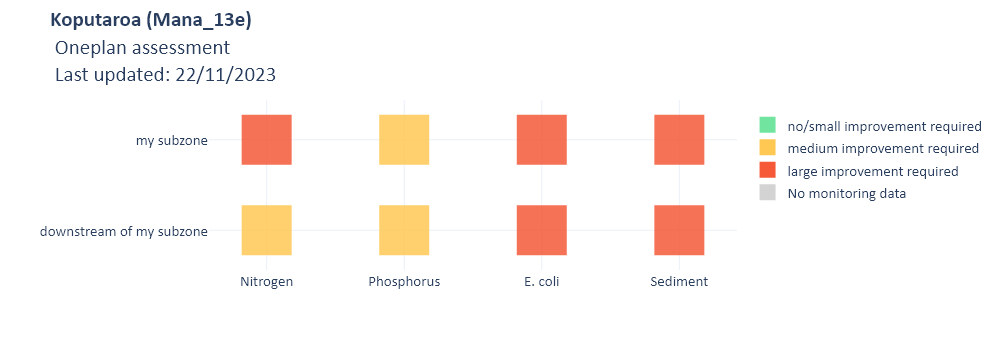 Koputaroa (Mana_13e)
Oneplan assessment
Last updated: 22/11/2023
my subzone
downstream of my subzone
Nitrogen
Phosphorus
E. coli
Sediment
no/small improvement required
medium improvement required
large improvement required
No monitoring data